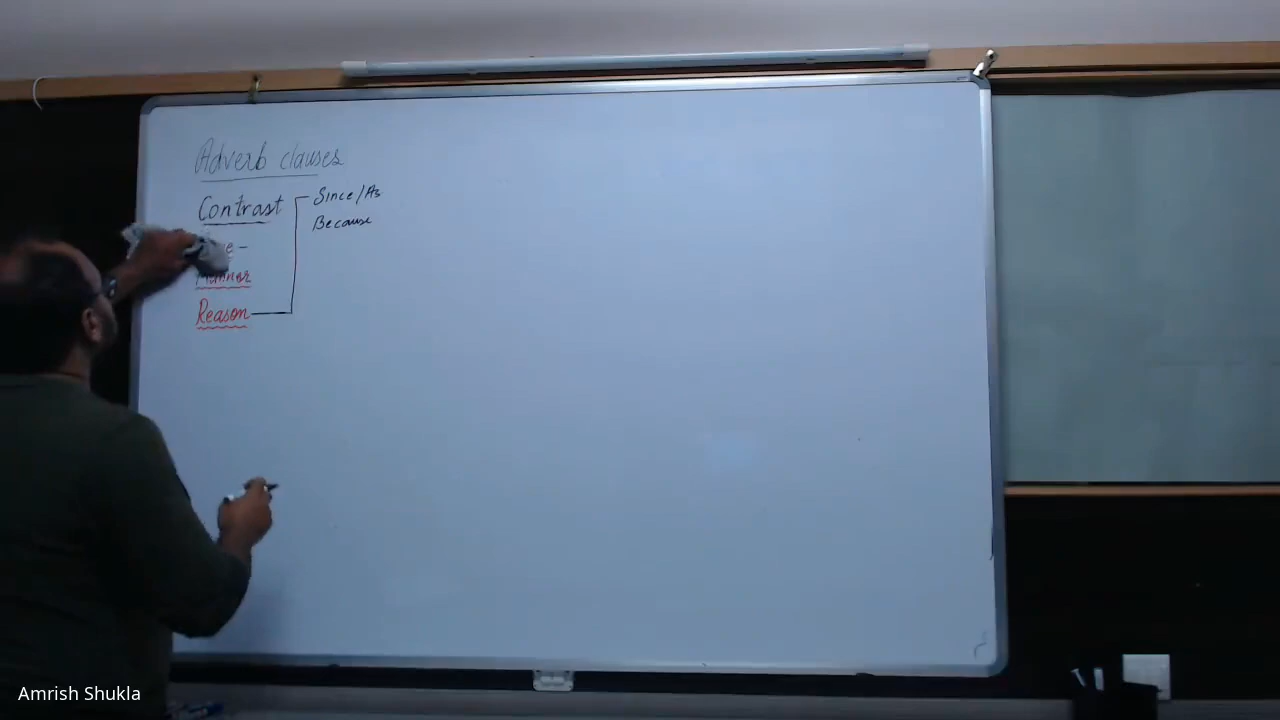 Adverb clauses
Contrast
Since/As
Because
Manner
Reason
Amrish Shukla